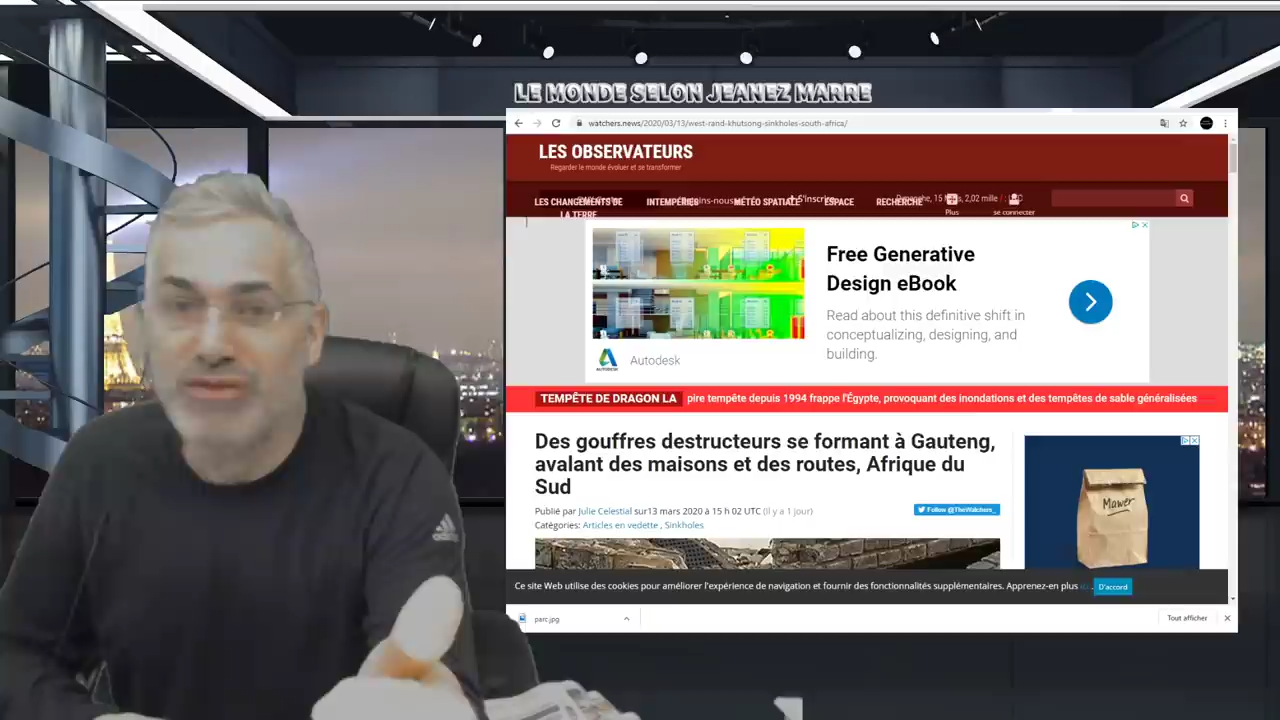 LE MONDE SELON JEANEZ MARRE
watchers.news/2020/03/13/west-rand-khutsong-sinkholes-south-africa/
LES OBSERVATEURS
Regarder le monde évoluer et se transformer
LES CHANGEMENTS DE LA TERRE
INTEMPÉRIES
MÉTÉO SPATIALE
ESPACE
RECHERCHE
S'inscrire
Plus
se connecter
Free Generative
Design eBook
Read about this definitive shift in
conceptualizing, designing, and
building.
AUTODESK
Autodesk
TEMPÊTE DE DRAGON LA pire tempête depuis 1994 frappe l'Égypte, provoquant des inondations et des tempêtes de sable généralisées
Des gouffres destructeurs se formant à Gauteng,
avalant des maisons et des routes, Afrique du
Sud
Publié par Julie Celestial sur13 mars 2020 à 15 h 02 UTC (il y a 1 jour)
Follow @TheWatchers_
Catégories: Articles en vedette , Sinkholes
Mawer
Ce site Web utilise des cookies pour améliorer l'expérience de navigation et fournir des fonctionnalités supplémentaires. Apprenez-en plus
D'accord
parc.jpg
Tout afficher